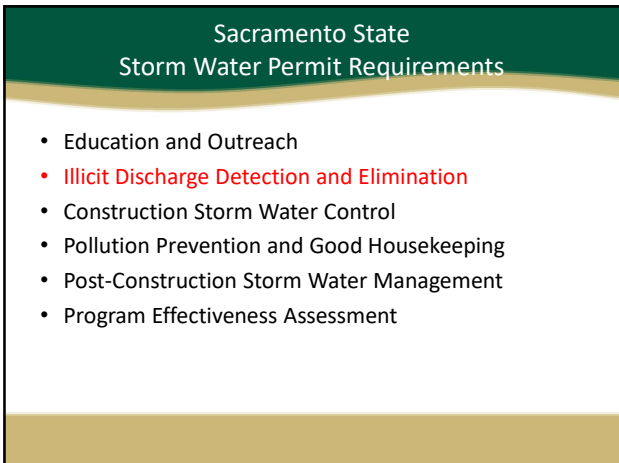 Sacramento State
Storm Water Permit Requirements
• Education and Outreach
• Illicit Discharge Detection and Elimination
• Construction Storm Water Control
• Pollution Prevention and Good Housekeeping
• Post-Construction Storm Water Management
• Program Effectiveness Assessment